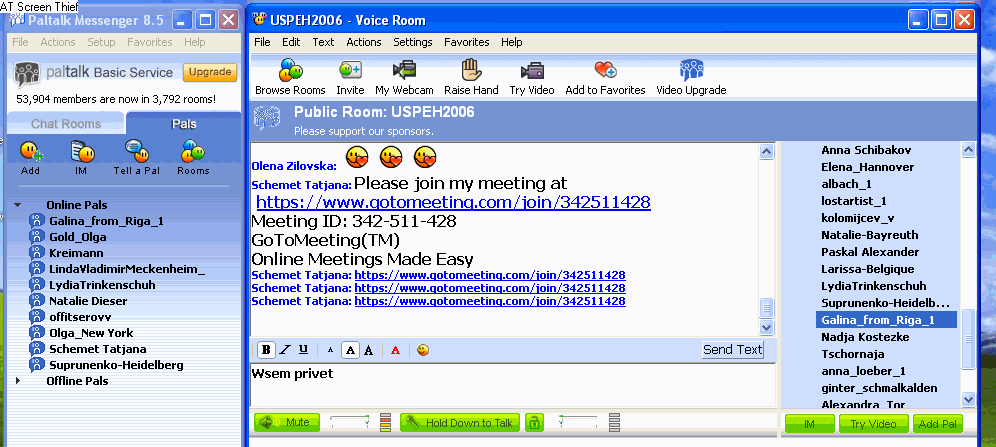 AT Screen Thief
Paltalk Messenger 8.5
File Actions Setup Favorites Help
paltalk Basic Service
Upgrade
53,904 members are now in 3,792 rooms!
Chat Rooms
Pals
Add IM Tell a Pal Rooms
Online Pals
Galina_from_Riga_1
Gold_Olga
Kreimann
LindaVladimirMeckenheim_
LydiaTrinkenschuh
Natalie Dieser
offitserovv
Olga_New York
Schemet Tatjana
Suprunenko-Heidelberg
Offline Pals
USPEH2006 - Voice Room
File Edit Text Actions Settings Favorites Help
Browse Rooms Invite My Webcam Raise Hand Try Video Add to Favorites Video Upgrade
Public Room: USPEH2006
Please support our sponsors.
Olena Zilovska:
Schemet Tatjana: Please join my meeting at
https://www.gotomeeting.com/join/342511428
Meeting ID: 342-511-428
GoToMeeting(TM)
Online Meetings Made Easy
Schemet Tatjana: https://www.gotomeeting.com/join/342511428
Schemet Tatjana: https://www.gotomeeting.com/join/342511428
Schemet Tatjana: https://www.gotomeeting.com/join/342511428
B I U A A A A
Send Text
Wsem privet
Mute
Hold Down to Talk
Anna Schibakov
Elena_Hannover
albach_1
lostartist_1
kolomijcev_v
Natalie-Bayreuth
Paskal Alexander
Larissa-Belgique
LydiaTrinkenschuh
Suprunenko-Heidelb...
Galina_from_Riga_1
Nadja Kostezke
Tschornaja
anna_loeber_1
ginter_schmalkalden
Alexandra_Tor
IM
Try Video
Add Pal